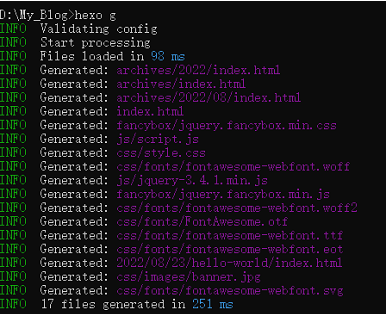 D:\My_Blog>hexo g
INFO  Validating config
INFO  Start processing
INFO  Files loaded in 98 ms
INFO  Generated: archives/2022/index.html
INFO  Generated: archives/index.html
INFO  Generated: archives/2022/08/index.html
INFO  Generated: index.html
INFO  Generated: fancybox/jquery.fancybox.min.css
INFO  Generated: js/script.js
INFO  Generated: css/style.css
INFO  Generated: css/fonts/fontawesome-webfont.woff
INFO  Generated: js/jquery-3.4.1.min.js
INFO  Generated: fancybox/jquery.fancybox.min.js
INFO  Generated: css/fonts/fontawesome-webfont.woff2
INFO  Generated: css/fonts/FontAwesome.otf
INFO  Generated: css/fonts/fontawesome-webfont.ttf
INFO  Generated: css/fonts/fontawesome-webfont.eot
INFO  Generated: 2022/08/23/hello-world/index.html
INFO  Generated: css/images/banner.jpg
INFO  Generated: css/fonts/fontawesome-webfont.svg
INFO  17 files generated in 251 ms